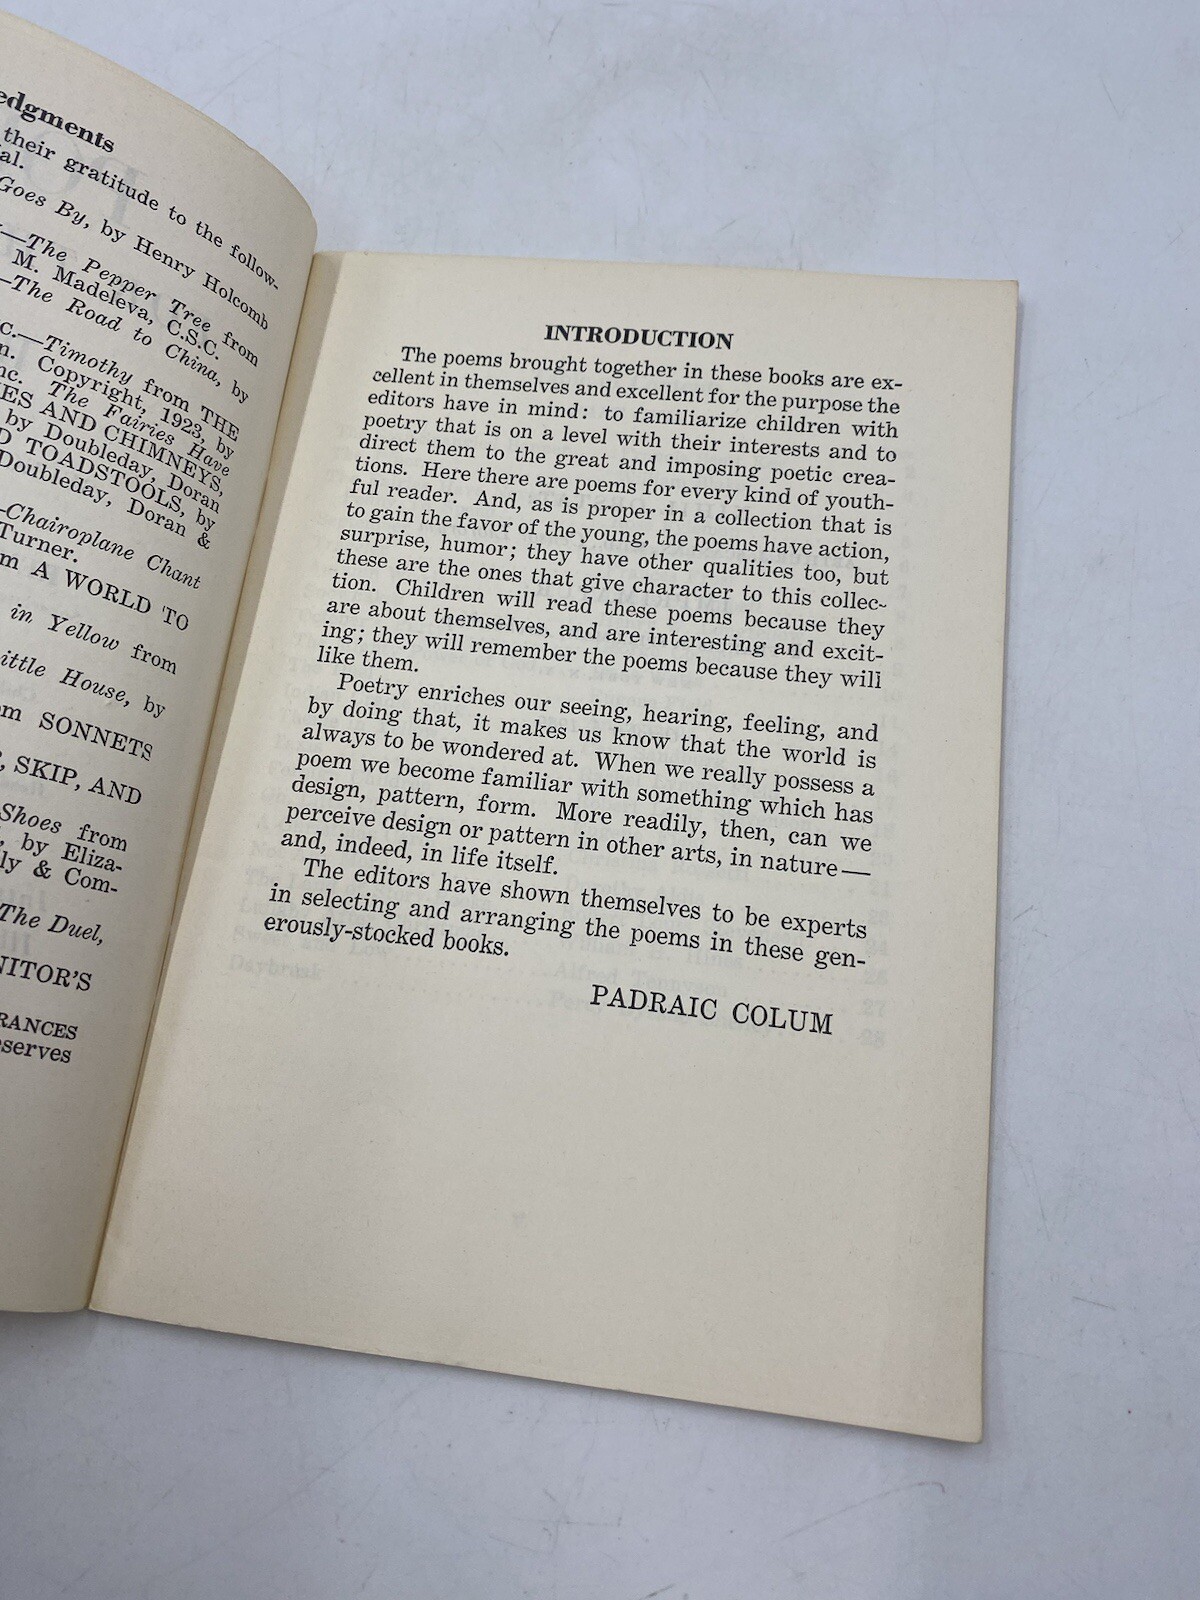 edgments
their gratitude to the follow-
al.
Goes By, by Henry Holcomb
—The Pepper Tree from
M. Madeleva, C.S.C.
—The Road to China, by
c.—Timothy from THE
n. Copyright, 1923, by
nc. The Fairies Have
ES AND CHIMNEYS,
by Doubleday, Doran
D TOADSTOOLS, by
Doubleday, Doran &
—Chairoplane Chant
Turner.
m A WORLD TO
in Yellow from
ittle House, by
om SONNETS
, SKIP, AND
Shoes from
, by Eliza-
ly & Com-
The Duel,
NITOR'S
RANCES
eserves
INTRODUCTION
The poems brought together in these books are ex-
cellent in themselves and excellent for the purpose the
editors have in mind: to familiarize children with
poetry that is on a level with their interests and to
direct them to the great and imposing poetic crea-
tions. Here there are poems for every kind of youth-
ful reader. And, as is proper in a collection that is
to gain the favor of the young, the poems have action,
surprise, humor; they have other qualities too, but
these are the ones that give character to this collec-
tion. Children will read these poems because they
are about themselves, and are interesting and excit-
ing; they will remember the poems because they will
like them.
Poetry enriches our seeing, hearing, feeling, and
by doing that, it makes us know that the world is
always to be wondered at. When we really possess a
poem we become familiar with something which has
design, pattern, form. More readily, then, can we
perceive design or pattern in other arts, in nature—
and, indeed, in life itself.
The editors have shown themselves to be experts
in selecting and arranging the poems in these gen-
erously-stocked books.
PADRAIC COLUM